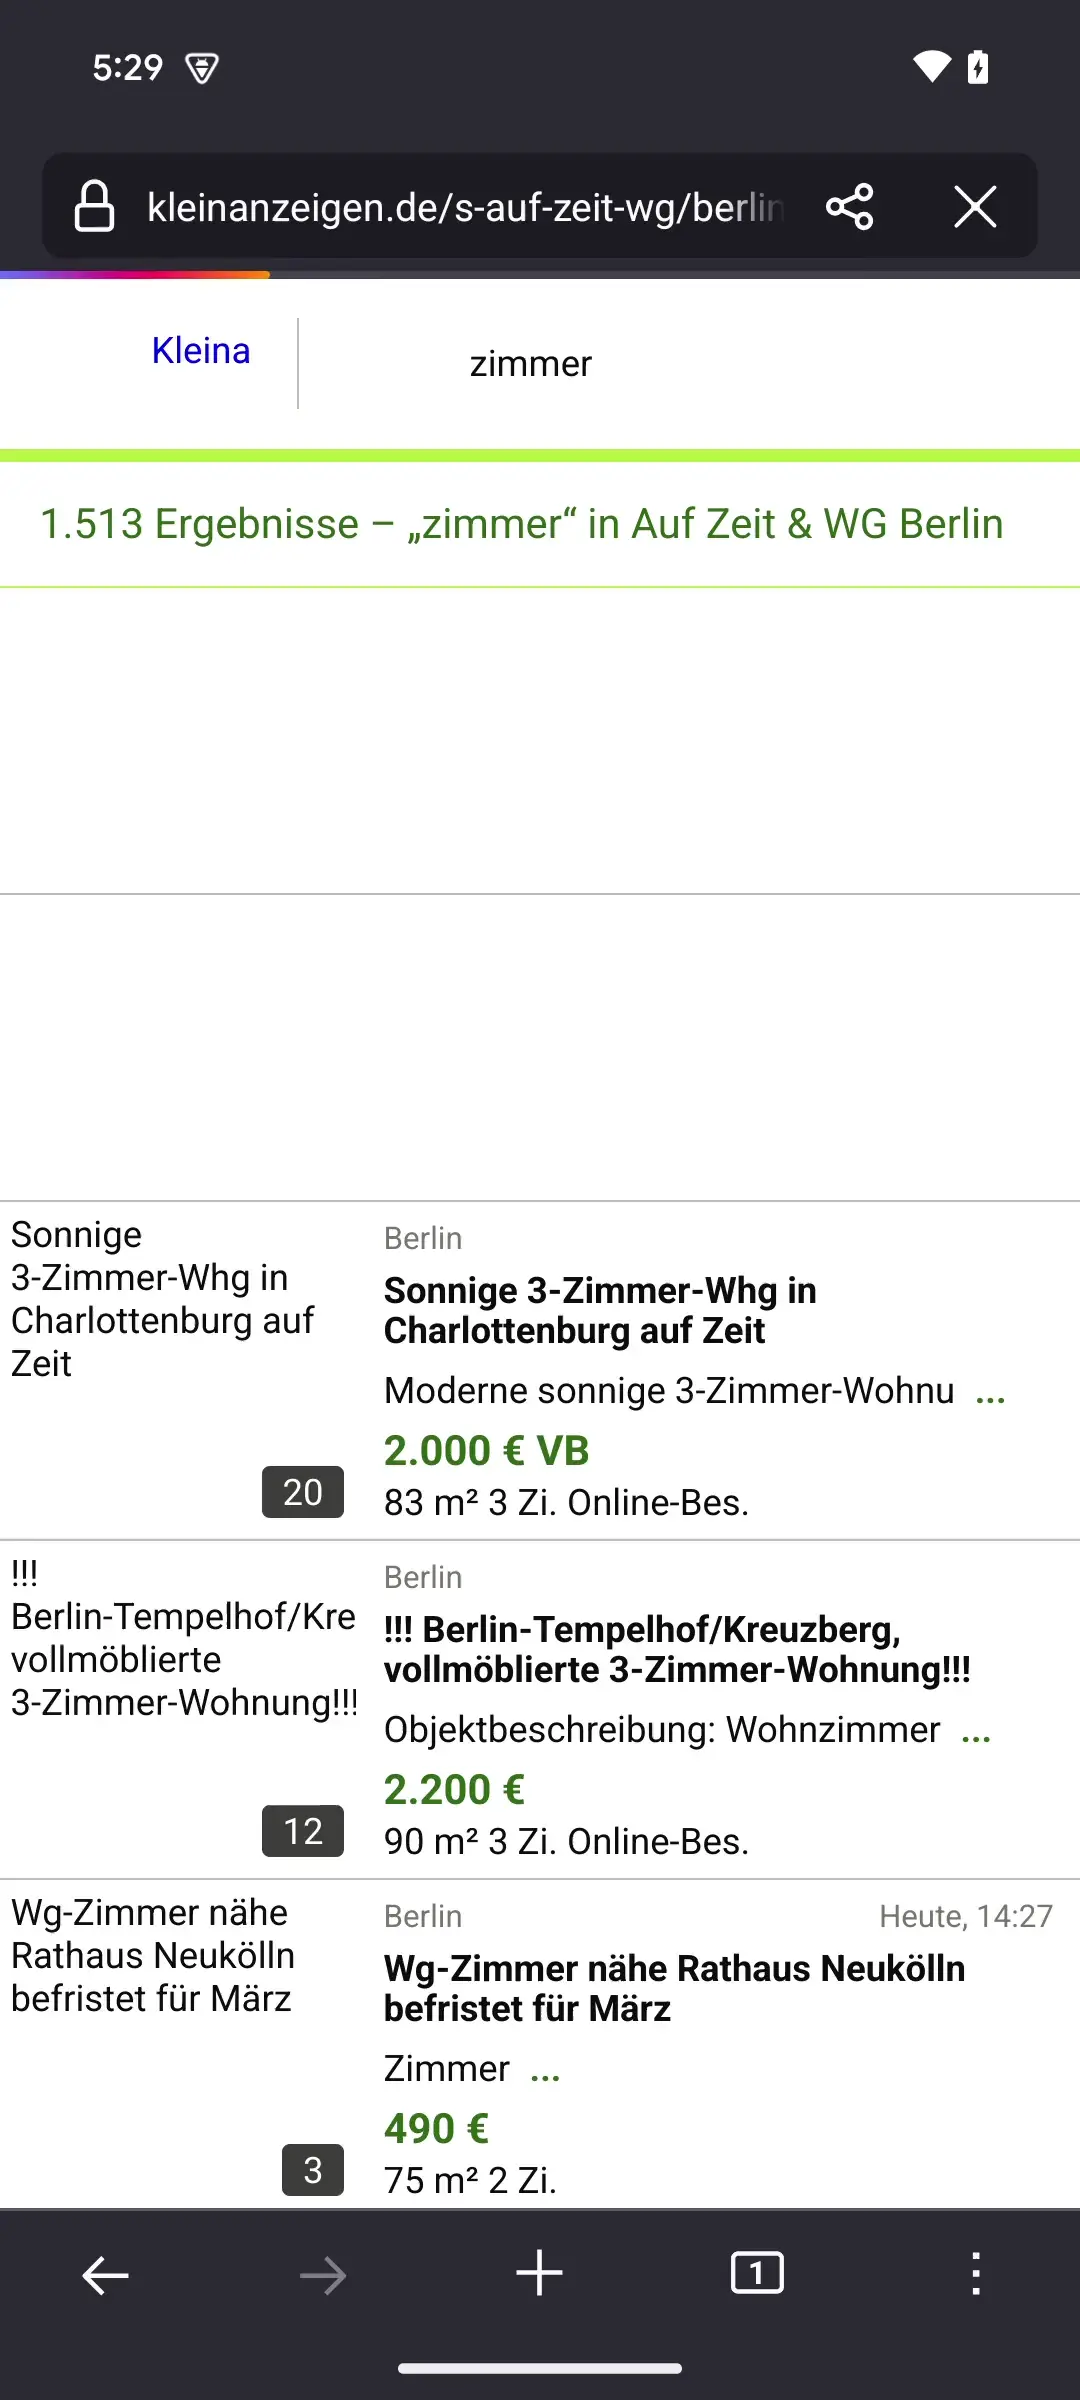 5:29
kleinanzeigen.de/s-auf-zeit-wg/berlin
Kleina
zimmer
1.513 Ergebnisse – „zimmer“ in Auf Zeit & WG Berlin
Sonnige
3-Zimmer-Whg in
Charlottenburg auf
Zeit
20
Berlin
Sonnige 3-Zimmer-Whg in
Charlottenburg auf Zeit
Moderne sonnige 3-Zimmer-Wohnu ...
2.000 € VB
83 m² 3 Zi. Online-Bes.
!!!
Berlin-Tempelhof/Kre
vollmöblierte
3-Zimmer-Wohnung!!!
12
Berlin
!!! Berlin-Tempelhof/Kreuzberg,
vollmöblierte 3-Zimmer-Wohnung!!!
Objektbeschreibung: Wohnzimmer ...
2.200 €
90 m² 3 Zi. Online-Bes.
Wg-Zimmer nähe
Rathaus Neukölln
befristet für März
3
Berlin
Heute, 14:27
Wg-Zimmer nähe Rathaus Neukölln
befristet für März
Zimmer ...
490 €
75 m² 2 Zi.
1